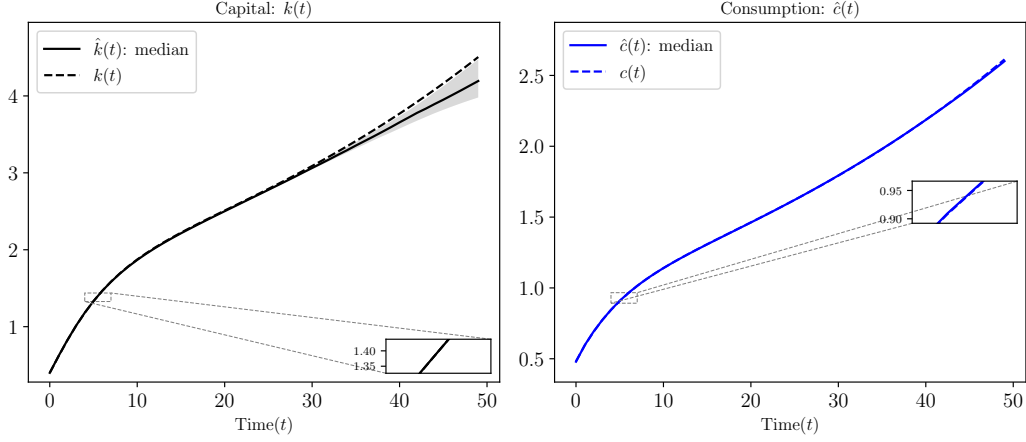 Capital: k(t)
k̂(t): median
k(t)
4
3
2
1
1.40
1.35
0 10 20 30 40 50
Time(t)
Consumption: ĉ(t)
ĉ(t): median
c(t)
2.5
2.0
1.5
1.0
0.5
0.95
0.90
0 10 20 30 40 50
Time(t)